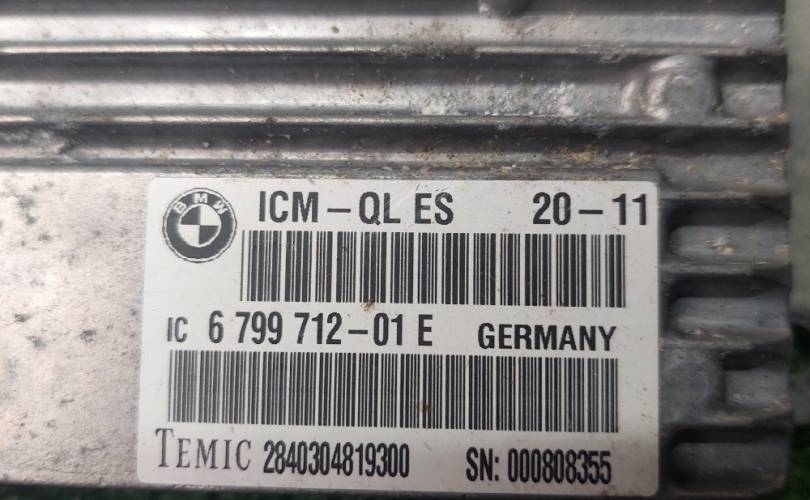 BMW
ICM-QL ES 20-11
IC 6 799 712-01 E GERMANY
TEMIC 2840304819300 SN: 000808355